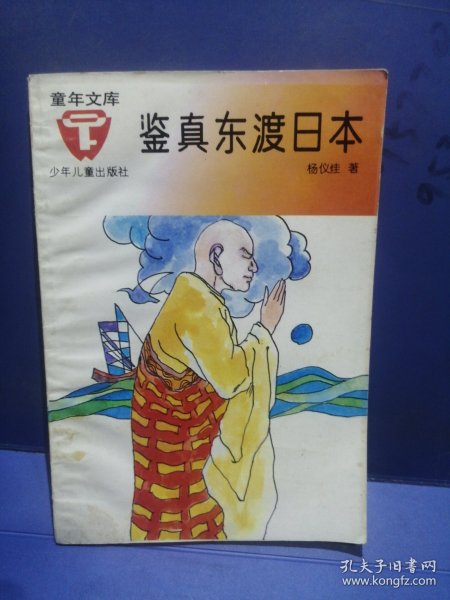 童年文库
鉴真东渡日本
少年儿童出版社
杨仪蛙 著
孔夫子旧书网
www.kongfz.com